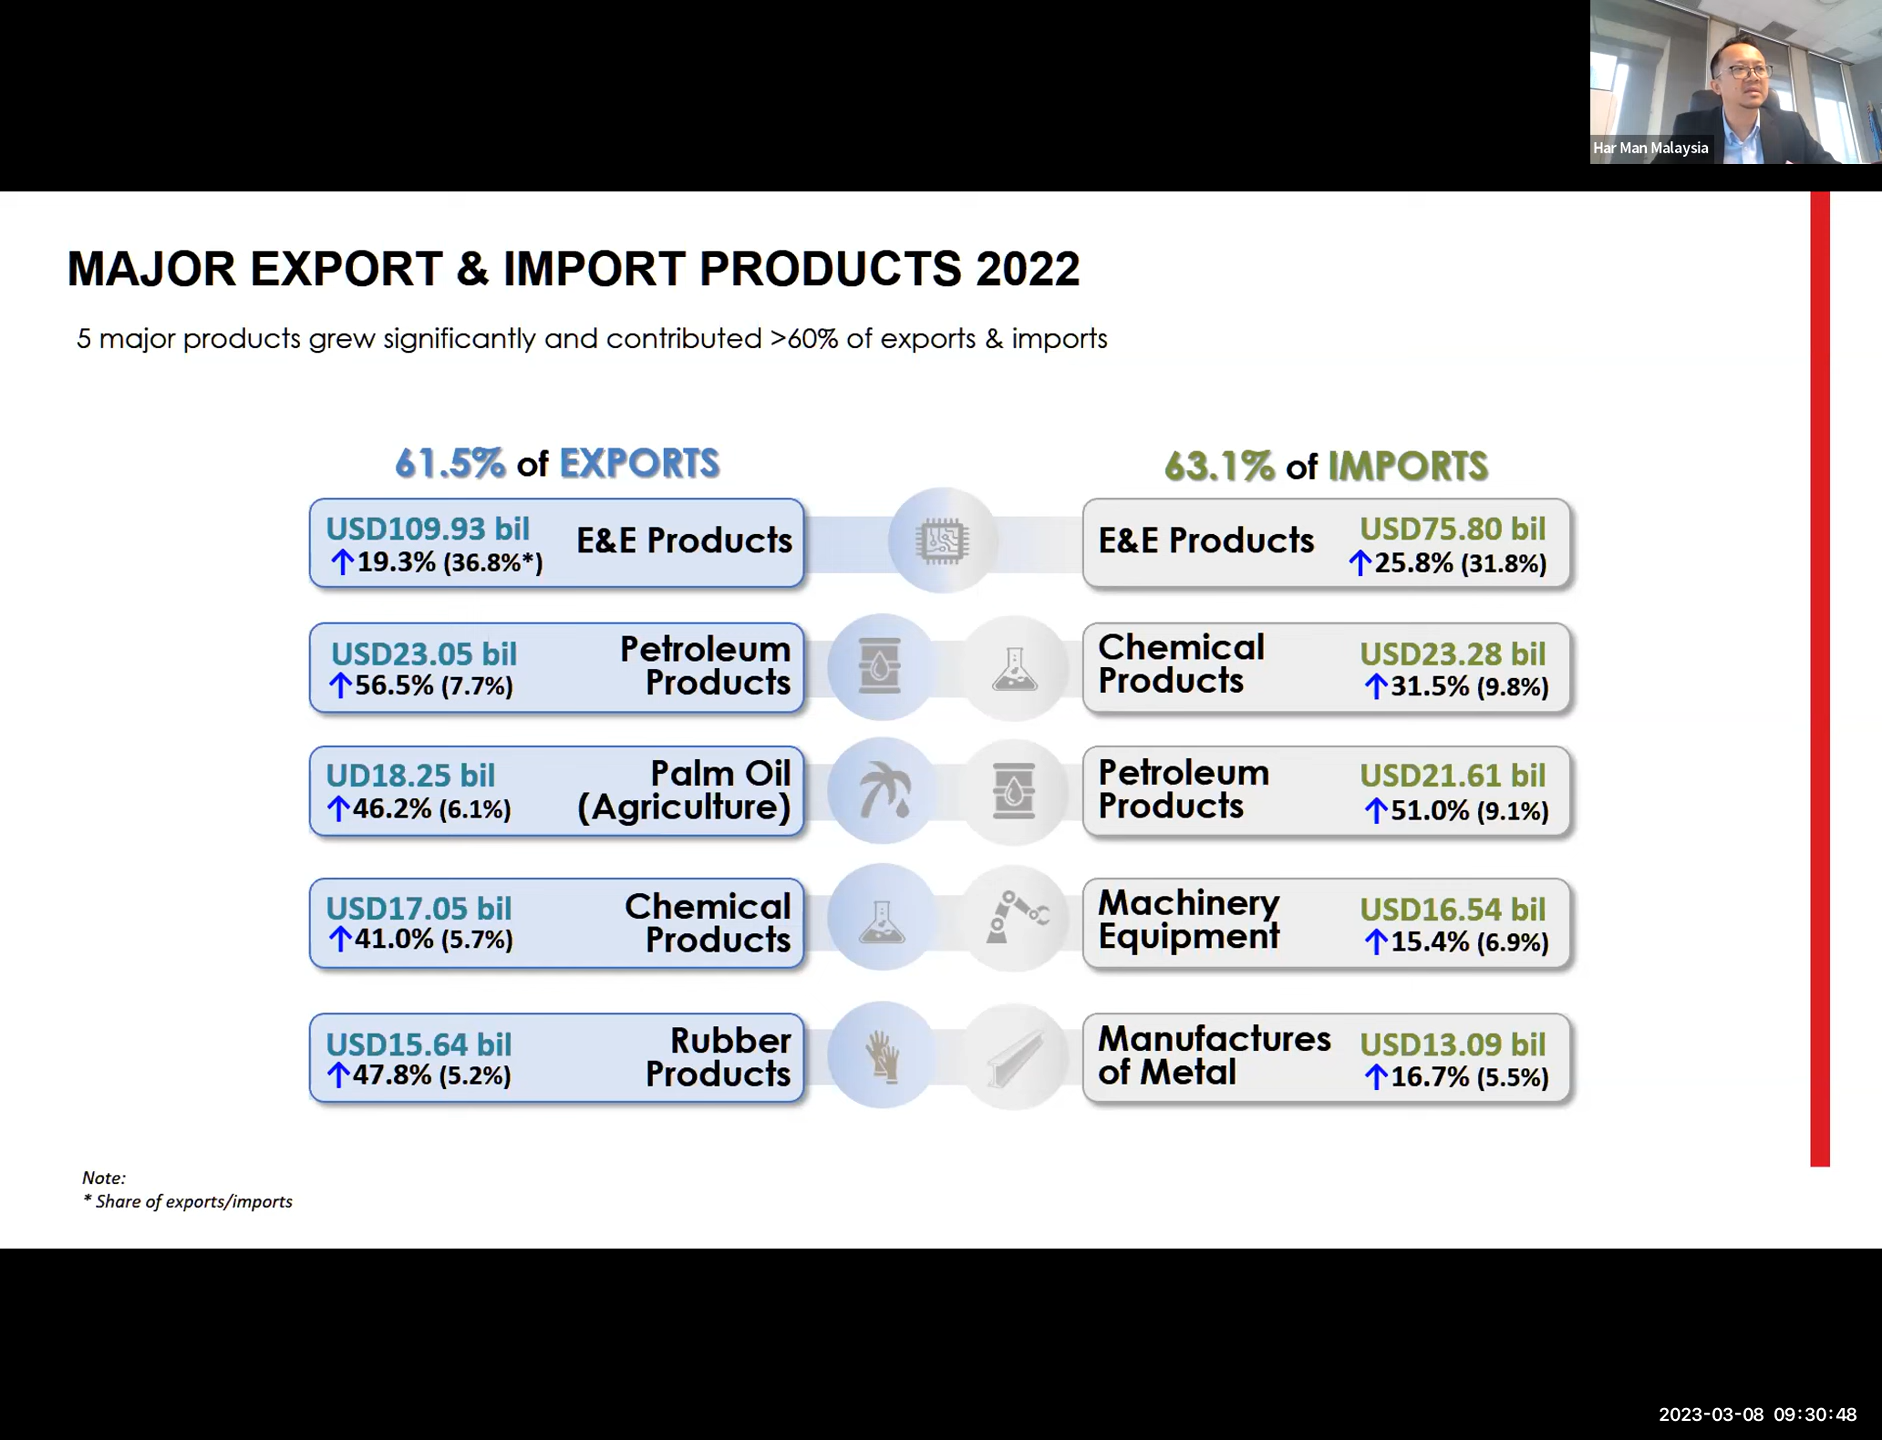 Har Man Malaysia
MAJOR EXPORT & IMPORT PRODUCTS 2022
5 major products grew significantly and contributed >60% of exports & imports
61.5% of EXPORTS
USD109.93 bil
↑19.3% (36.8%*)
E&E Products
USD23.05 bil
↑56.5% (7.7%)
Petroleum
Products
UD18.25 bil
↑46.2% (6.1%)
Palm Oil
(Agriculture)
USD17.05 bil
↑41.0% (5.7%)
Chemical
Products
USD15.64 bil
↑47.8% (5.2%)
Rubber
Products
63.1% of IMPORTS
E&E Products
USD75.80 bil
↑25.8% (31.8%)
Chemical
Products
USD23.28 bil
↑31.5% (9.8%)
Petroleum
Products
USD21.61 bil
↑51.0% (9.1%)
Machinery
Equipment
USD16.54 bil
↑15.4% (6.9%)
Manufactures
of Metal
USD13.09 bil
↑16.7% (5.5%)
Note:
* Share of exports/imports
2023-03-08 09:30:48